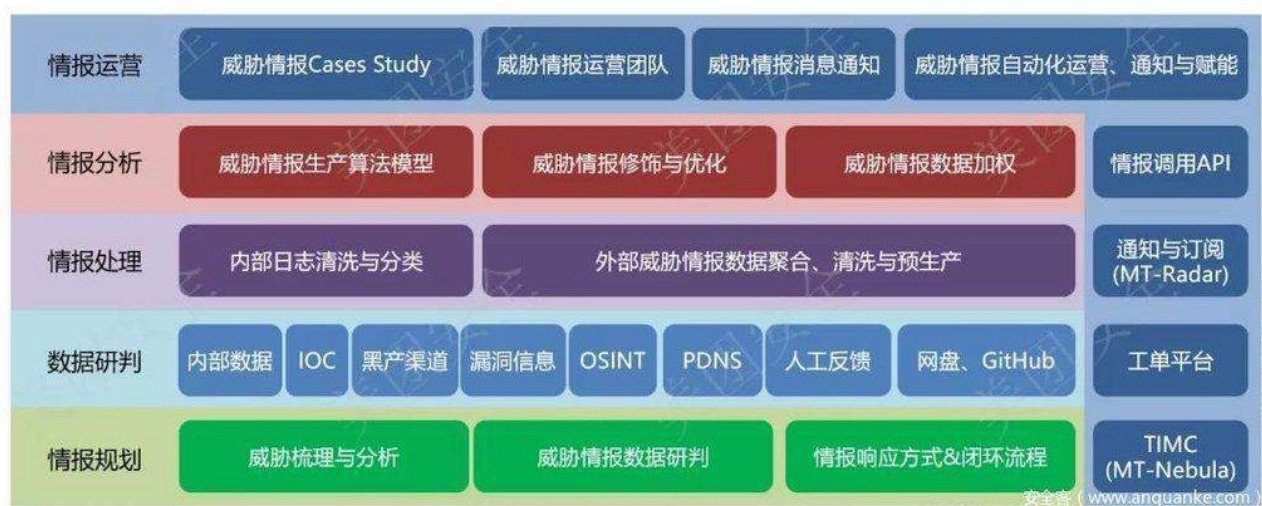 情报运营
威胁情报Cases Study
威胁情报运营团队
威胁情报消息通知
威胁情报自动化运营、通知与赋能
情报分析
威胁情报生产算法模型
威胁情报修饰与优化
威胁情报数据加权
情报调用API
情报处理
内部日志清洗与分类
外部威胁情报数据聚合、清洗与预生产
通知与订阅
(MT-Radar)
数据研判
内部数据
IOC
黑产渠道
漏洞信息
OSINT
PDNS
人工反馈
网盘、GitHub
工单平台
情报规划
威胁梳理与分析
威胁情报数据研判
情报响应方式&闭环流程
TIMC
(MT-Nebula)
安全客（www.anquanke.com）